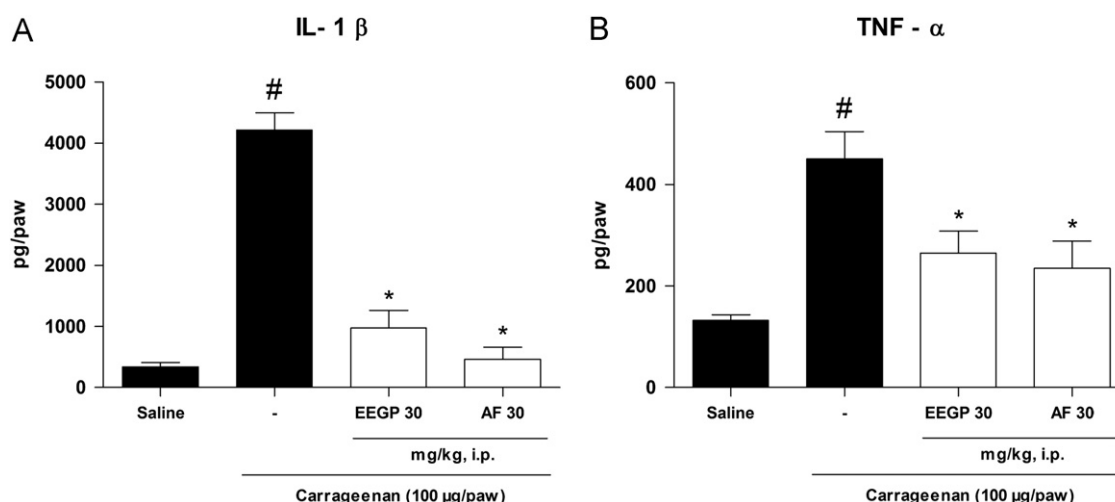 A
IL- 1 β
5000
4000
3000
2000
1000
0
pg/paw
#
*
*
Saline
-
EEGP 30
AF 30
mg/kg, i.p.
Carrageenan (100 µg/paw)
B
TNF - α
600
400
200
0
pg/paw
#
*
*
Saline
-
EEGP 30
AF 30
mg/kg, i.p.
Carrageenan (100 µg/paw)